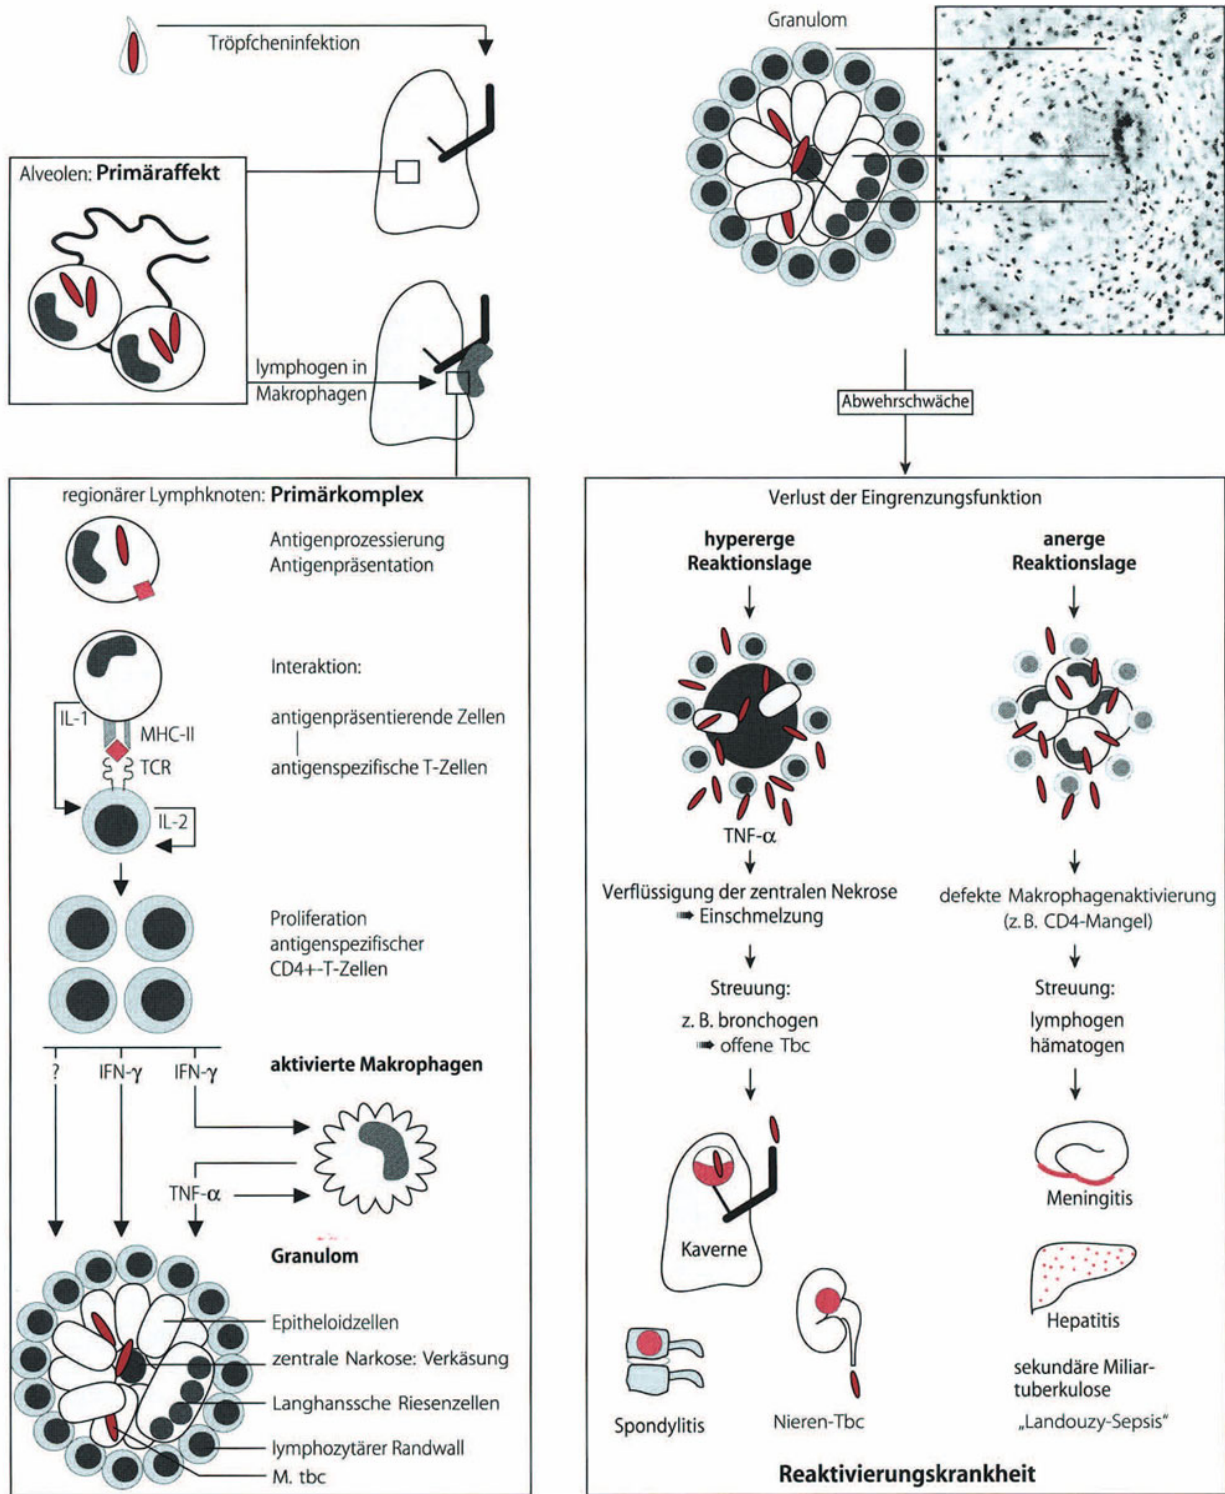 Tröpfcheninfektion
Alveolen: Primäraffekt
lymphogen in
Makrophagen
regionärer Lymphknoten: Primärkomplex
Antigenprozessierung
Antigenpräsentation
Interaktion:
IL-1
MHC-II
antigenpräsentierende Zellen
TCR
antigenspezifische T-Zellen
IL-2
Proliferation
antigenspezifischer
CD4+-T-Zellen
?
IFN-γ
IFN-γ
aktivierte Makrophagen
TNF-α
Granulom
Epitheloidzellen
zentrale Narkose: Verkäsung
Langhanssche Riesenzellen
lymphozytärer Randwall
M. tbc
Granulom
Abwehrschwäche
Verlust der Eingrenzungsfunktion
hypererge
Reaktionslage
TNF-α
Verflüssigung der zentralen Nekrose
➠ Einschmelzung
Streuung:
z. B. bronchogen
➠ offene Tbc
Kaverne
Spondylitis
Nieren-Tbc
anerge
Reaktionslage
defekte Makrophagenaktivierung
(z. B. CD4-Mangel)
Streuung:
lymphogen
hämatogen
Meningitis
Hepatitis
sekundäre Miliar-
tuberkulose
„Landouzy-Sepsis“
Reaktivierungskrankheit